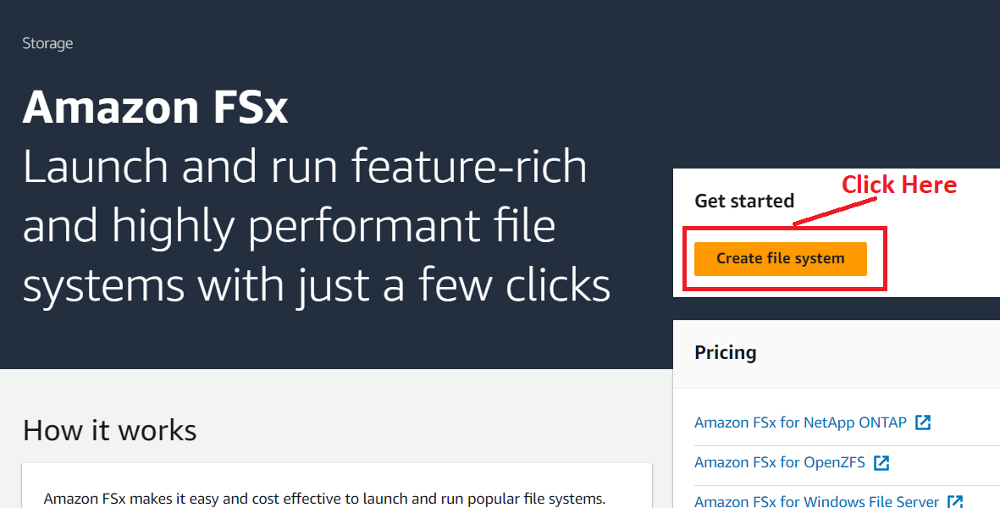 Storage
Amazon FSx
Launch and run feature-rich
and highly performant file
systems with just a few clicks
Click Here
Get started
Create file system
Pricing
Amazon FSx for NetApp ONTAP
Amazon FSx for OpenZFS
Amazon FSx for Windows File Server
How it works
Amazon FSx makes it easy and cost effective to launch and run popular file systems.